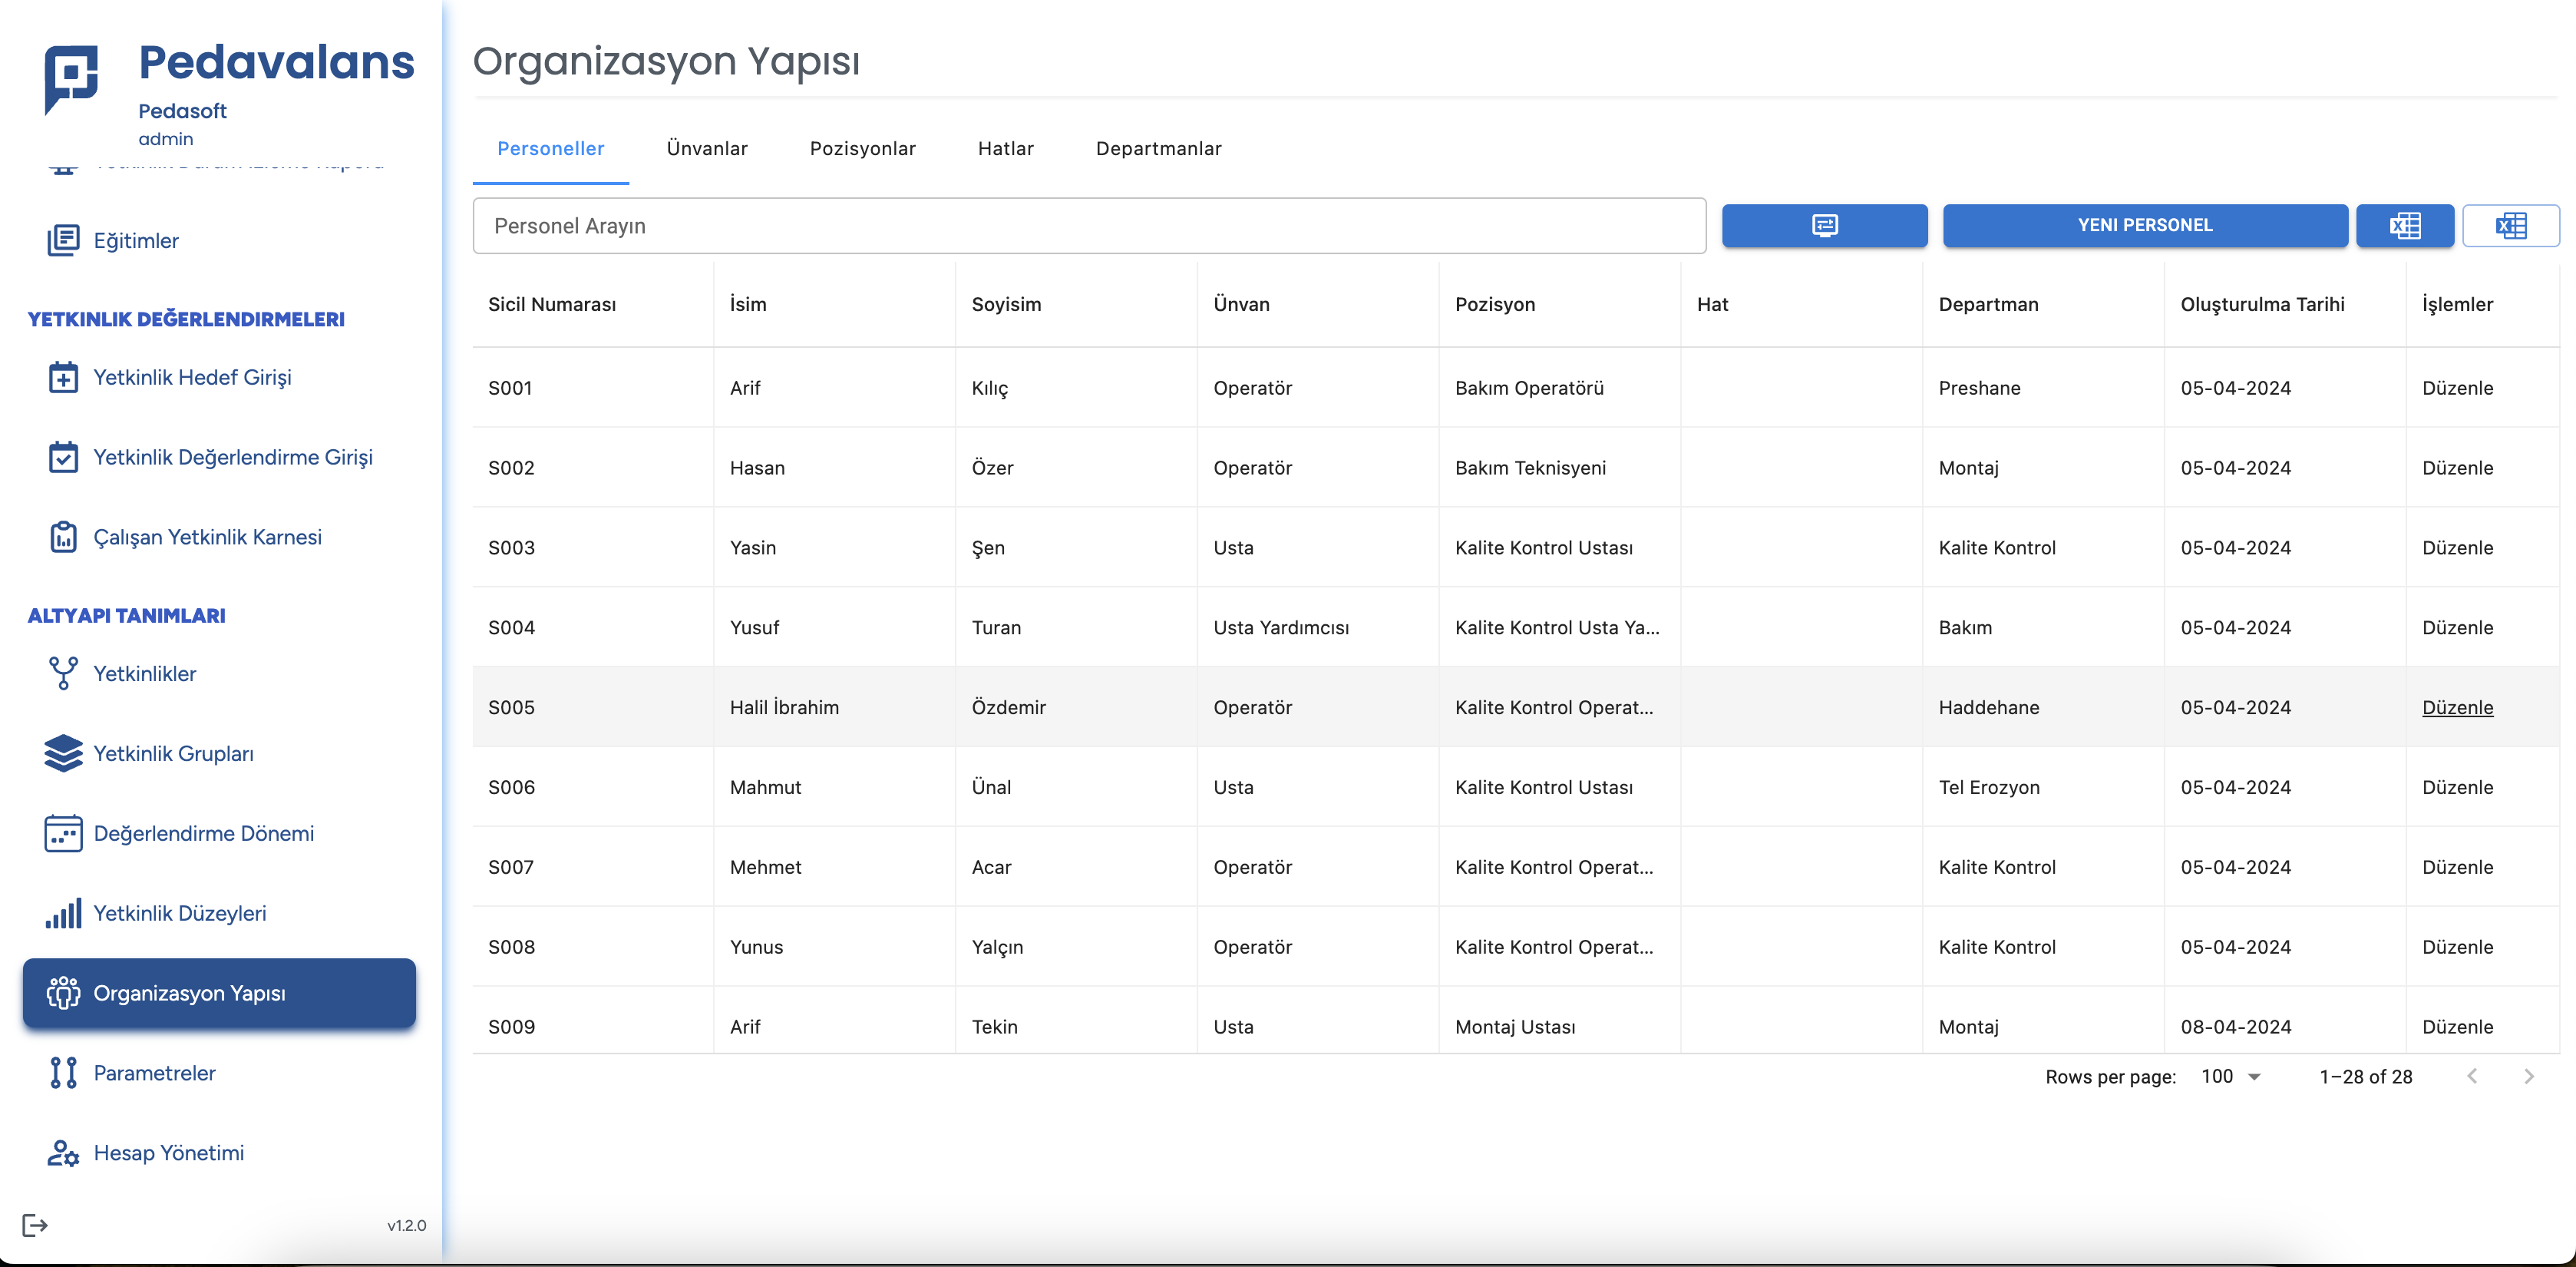 Pedavalans
Pedasoft
admin
Eğitimler
YETKINLIK DEĞERLENDIRMELERI
Yetkinlik Hedef Girişi
Yetkinlik Değerlendirme Girişi
Çalışan Yetkinlik Karnesi
ALTYAPI TANIMLARI
Yetkinlikler
Yetkinlik Grupları
Değerlendirme Dönemi
Yetkinlik Düzeyleri
Organizasyon Yapısı
Parametreler
Hesap Yönetimi
v1.2.0
Organizasyon Yapısı
Personeller Ünvanlar Pozisyonlar Hatlar Departmanlar
Personel Arayın YENI PERSONEL
Sicil Numarası İsim Soyisim Ünvan Pozisyon Hat Departman Oluşturulma Tarihi İşlemler
S001 Arif Kılıç Operatör Bakım Operatörü Preshane 05-04-2024 Düzenle
S002 Hasan Özer Operatör Bakım Teknisyeni Montaj 05-04-2024 Düzenle
S003 Yasin Şen Usta Kalite Kontrol Ustası Kalite Kontrol 05-04-2024 Düzenle
S004 Yusuf Turan Usta Yardımcısı Kalite Kontrol Usta Ya... Bakım 05-04-2024 Düzenle
S005 Halil İbrahim Özdemir Operatör Kalite Kontrol Operat... Haddehane 05-04-2024 Düzenle
S006 Mahmut Ünal Usta Kalite Kontrol Ustası Tel Erozyon 05-04-2024 Düzenle
S007 Mehmet Acar Operatör Kalite Kontrol Operat... Kalite Kontrol 05-04-2024 Düzenle
S008 Yunus Yalçın Operatör Kalite Kontrol Operat... Kalite Kontrol 05-04-2024 Düzenle
S009 Arif Tekin Usta Montaj Ustası Montaj 08-04-2024 Düzenle
Rows per page: 100 1–28 of 28